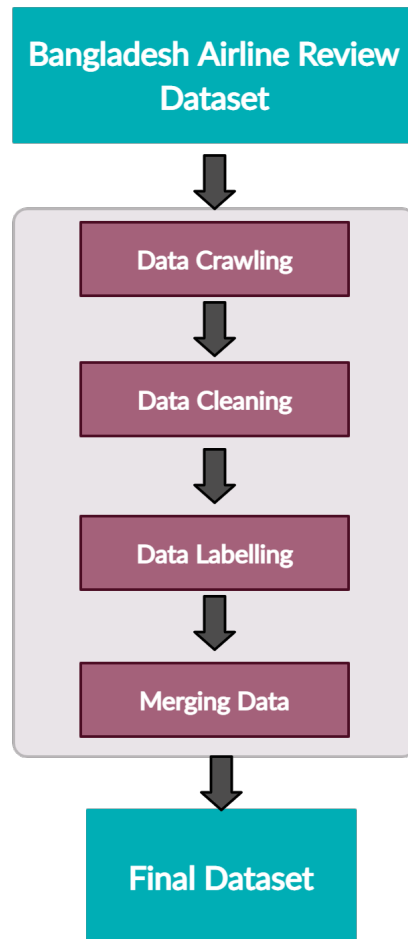 Bangladesh Airline Review
Dataset
Data Crawling
Data Cleaning
Data Labelling
Merging Data
Final Dataset